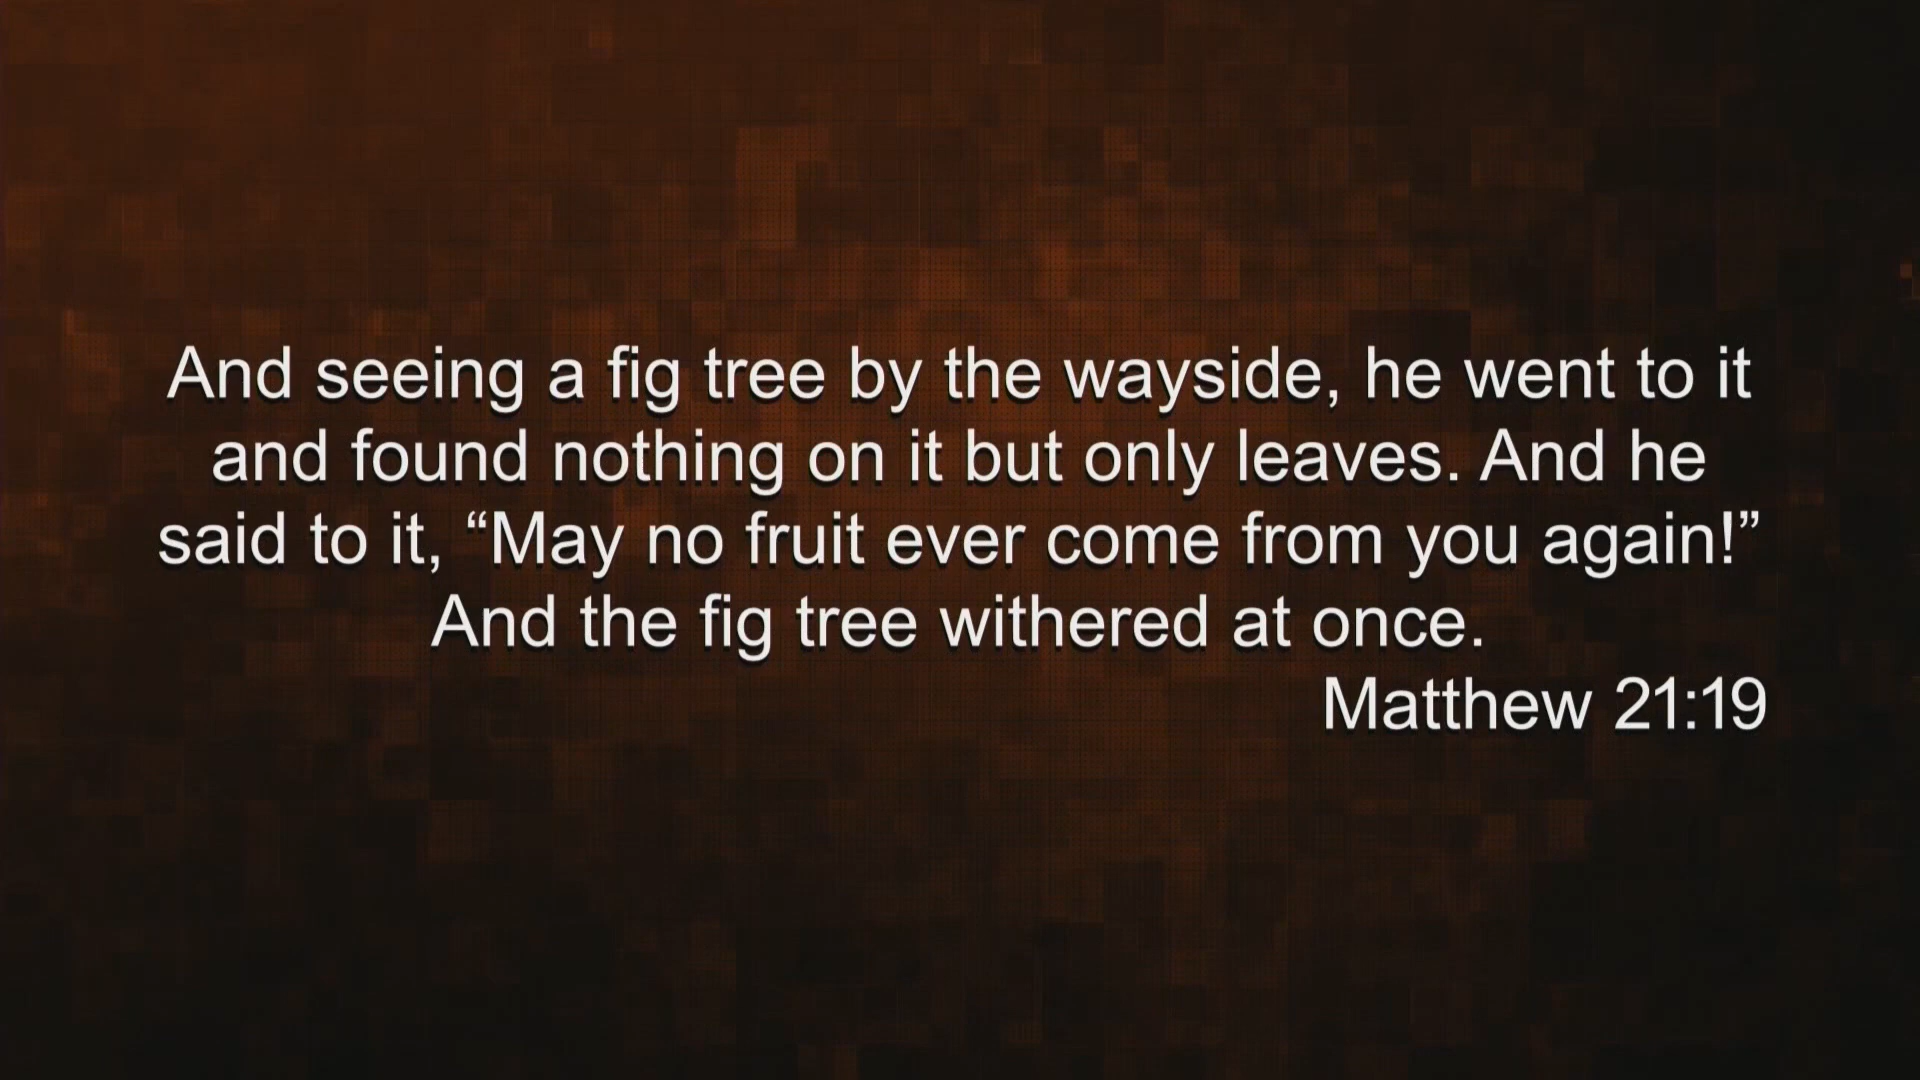 And seeing a fig tree by the wayside, he went to it
and found nothing on it but only leaves. And he
said to it, “May no fruit ever come from you again!”
And the fig tree withered at once.
Matthew 21:19